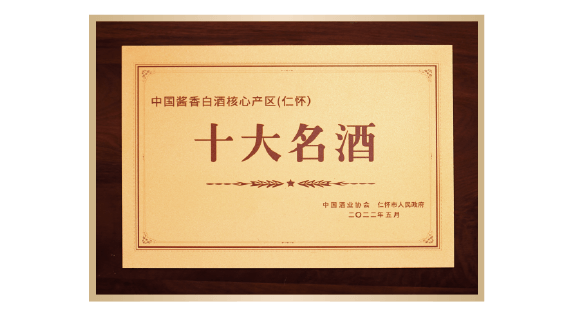 中国酱香白酒核心产区(仁怀)
十大名酒
中国酒业协会 仁怀市人民政府
二〇二二年五月